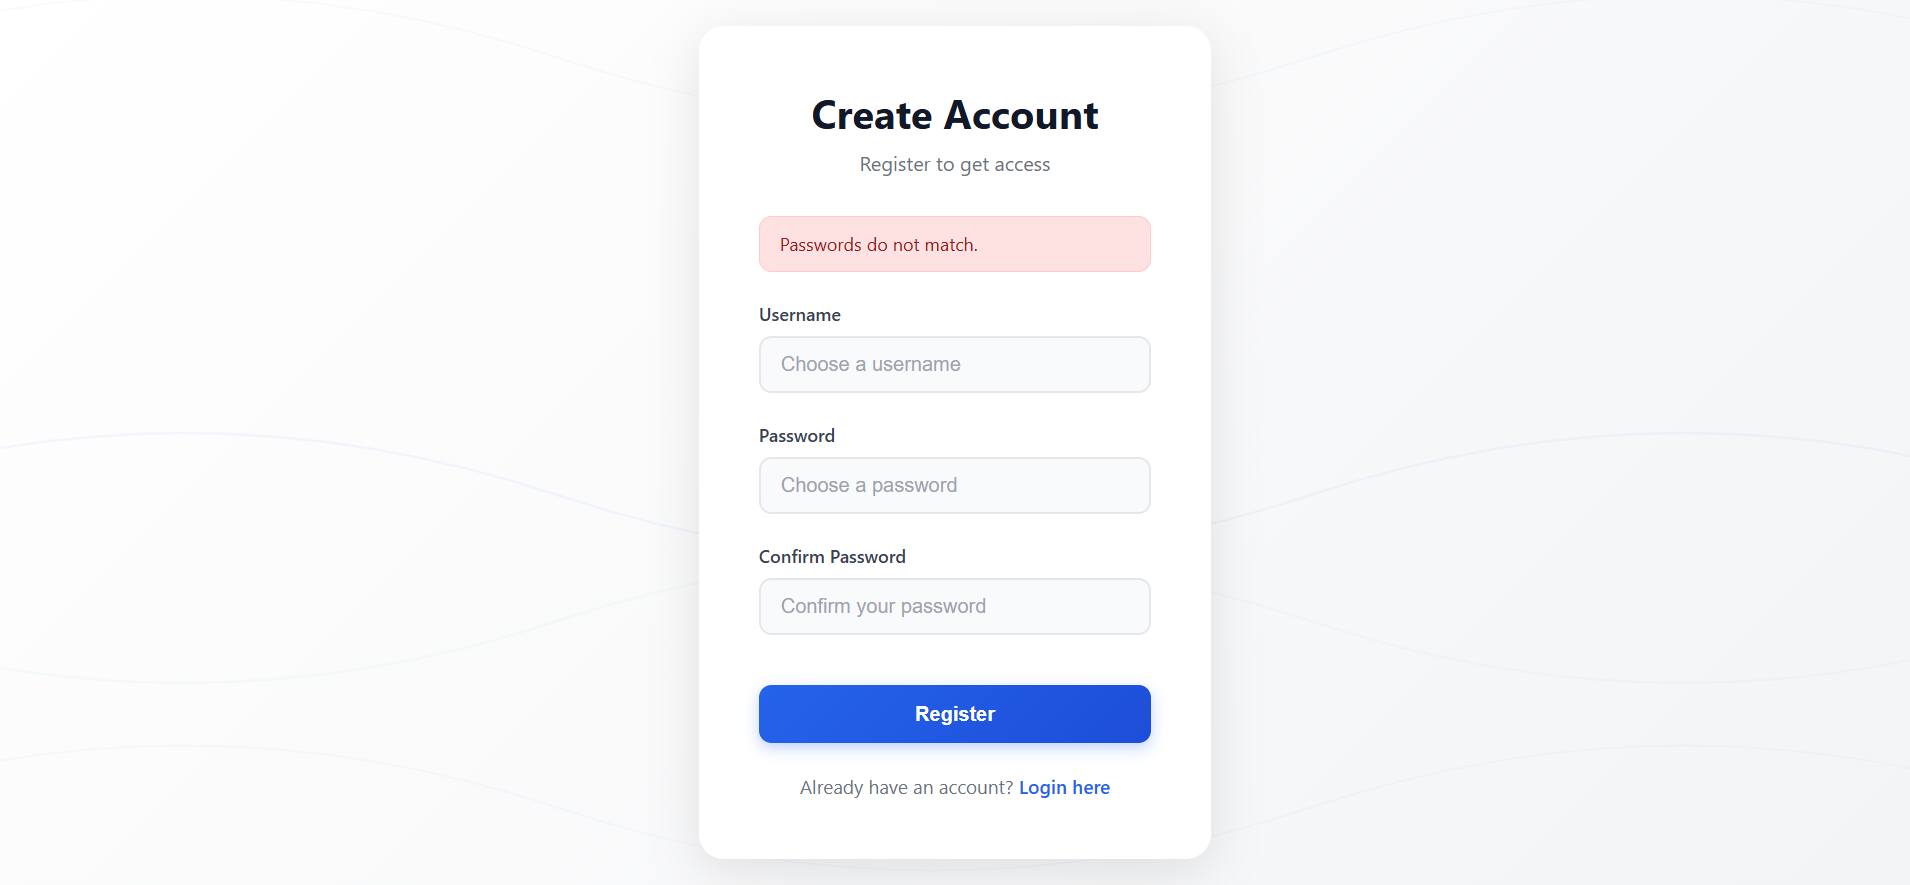 Create Account
Register to get access
Passwords do not match.
Username
Choose a username
Password
Choose a password
Confirm Password
Confirm your password
Register
Already have an account? Login here